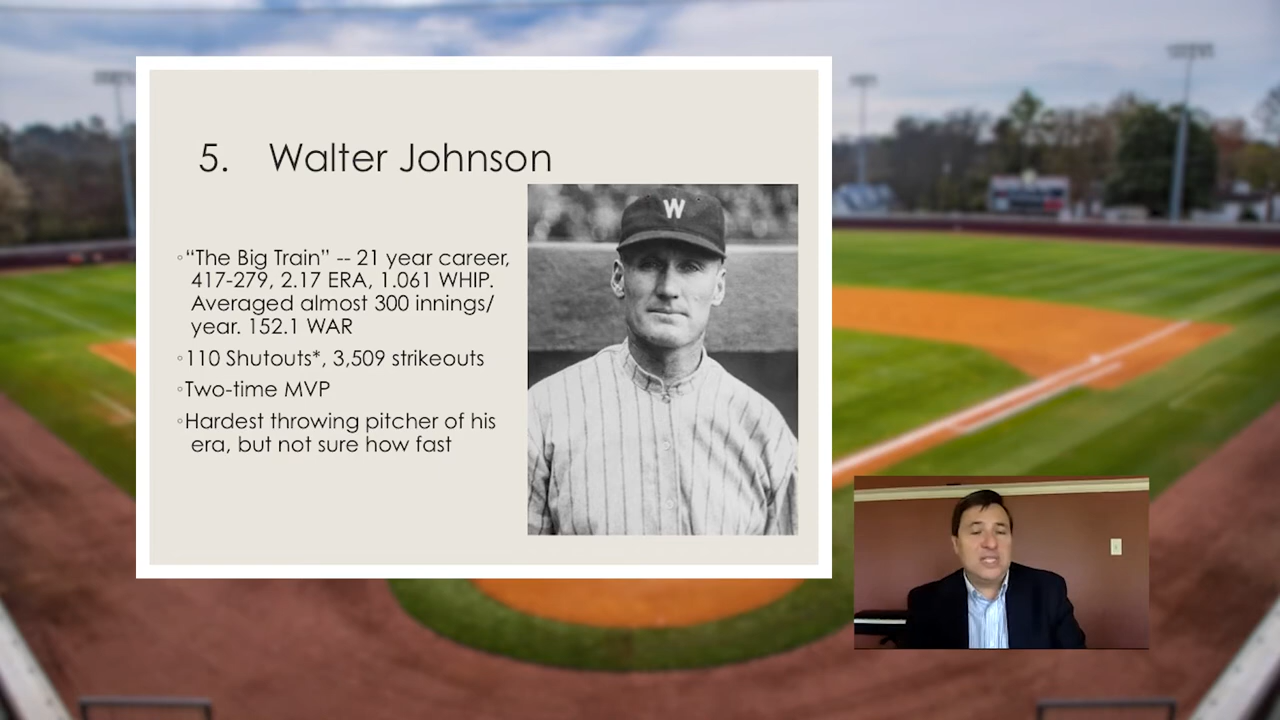 5. Walter Johnson
W
◦“The Big Train” -- 21 year career,
417-279, 2.17 ERA, 1.061 WHIP.
Averaged almost 300 innings/
year. 152.1 WAR
◦110 Shutouts*, 3,509 strikeouts
◦Two-time MVP
◦Hardest throwing pitcher of his
era, but not sure how fast